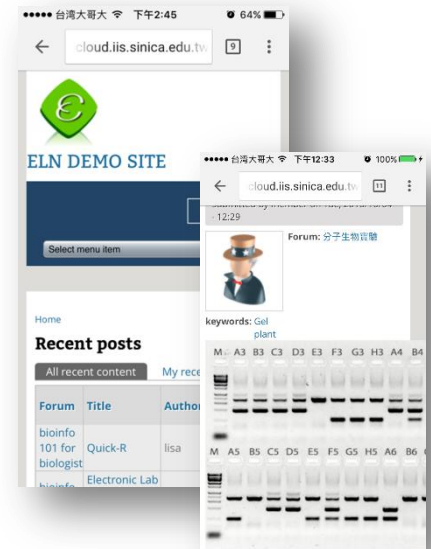 台湾大哥大 下午2:45 64%
cloud.iis.sinica.edu.tw 9
ELN DEMO SITE
Select menu item
Home
Recent posts
All recent content My rece
Forum Title Author
bioinfo 101 for biologist Quick-R lisa
Electronic Lab
台湾大哥大 下午12:33 100%
cloud.iis.sinica.edu.tw 11
- 12:29
Forum: 分子生物實驗
keywords: Gel
plant
M A3 B3 C3 D3 E3 F3 G3 H3 A4 B4
M A5 B5 C5 D5 E5 F5 G5 H5 A6 B6